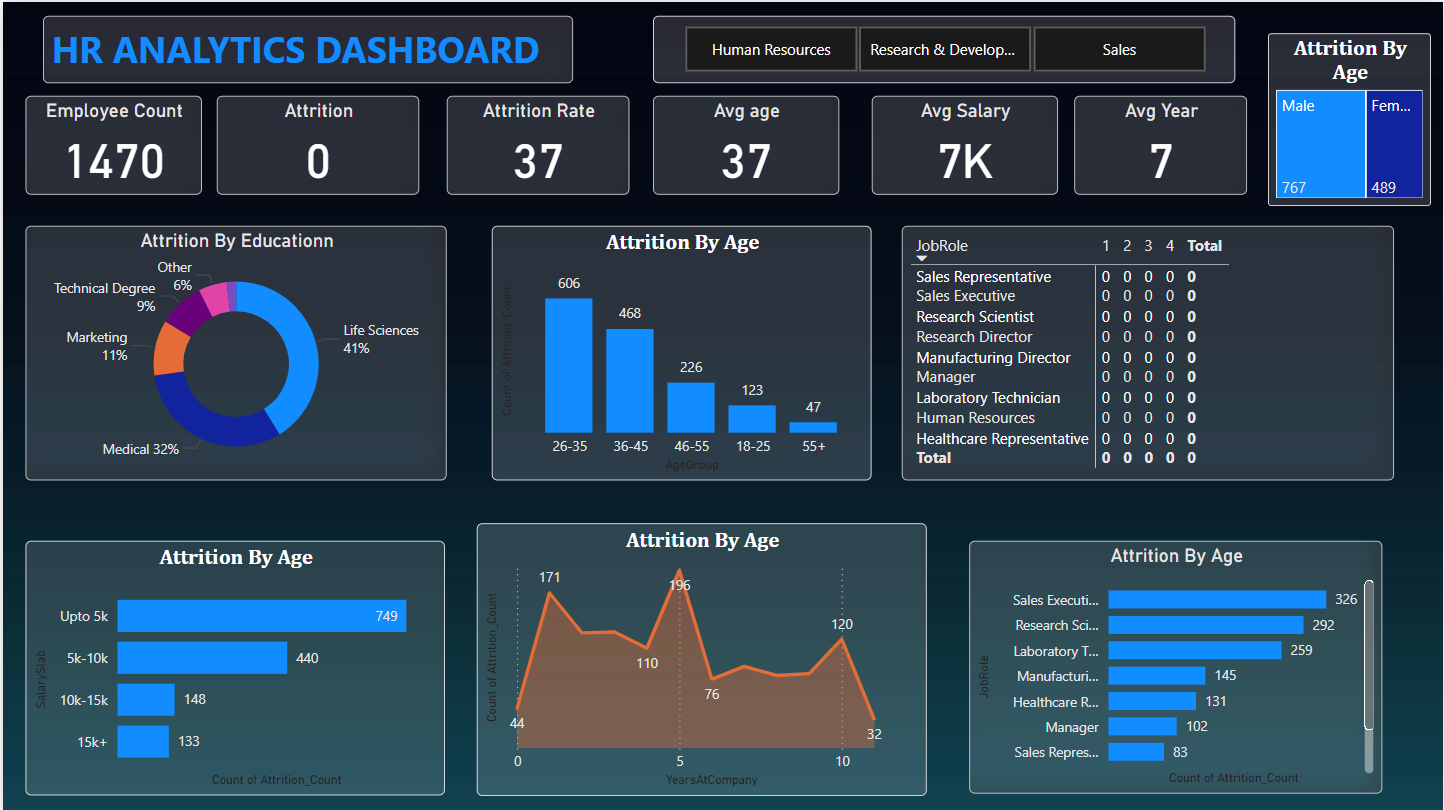 HR ANALYTICS DASHBOARD
Human Resources
Research & Develop...
Sales
Attrition By
Age
Male
Fem...
767
489
Employee Count
1470
Attrition
0
Attrition Rate
37
Avg age
37
Avg Salary
7K
Avg Year
7
Attrition By Educationn
Other
6%
Technical Degree
9%
Marketing
11%
Medical 32%
Life Sciences
41%
Attrition By Age
Count of Attrition_Count
606
468
226
123
47
26-35
36-45
46-55
18-25
55+
AgeGroup
JobRole 1 2 3 4 Total
Sales Representative 0 0 0 0 0
Sales Executive 0 0 0 0 0
Research Scientist 0 0 0 0 0
Research Director 0 0 0 0 0
Manufacturing Director 0 0 0 0 0
Manager 0 0 0 0 0
Laboratory Technician 0 0 0 0 0
Human Resources 0 0 0 0 0
Healthcare Representative 0 0 0 0 0
Total 0 0 0 0 0
Attrition By Age
SalarySlab
Upto 5k 749
5k-10k 440
10k-15k 148
15k+ 133
Count of Attrition_Count
Attrition By Age
Count of Attrition_Count
44
171
110
196
76
120
32
0
5
10
YearsAtCompany
Attrition By Age
JobRole
Sales Executi... 326
Research Sci... 292
Laboratory T... 259
Manufacturi... 145
Healthcare R... 131
Manager 102
Sales Repres... 83
Count of Attrition_Count